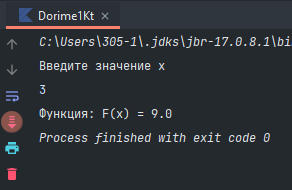 Dorime1Kt
C:\Users\305-1\.jdks\jbr-17.0.8.1\bi
Введите значение x
3
Функция: F(x) = 9.0
Process finished with exit code 0